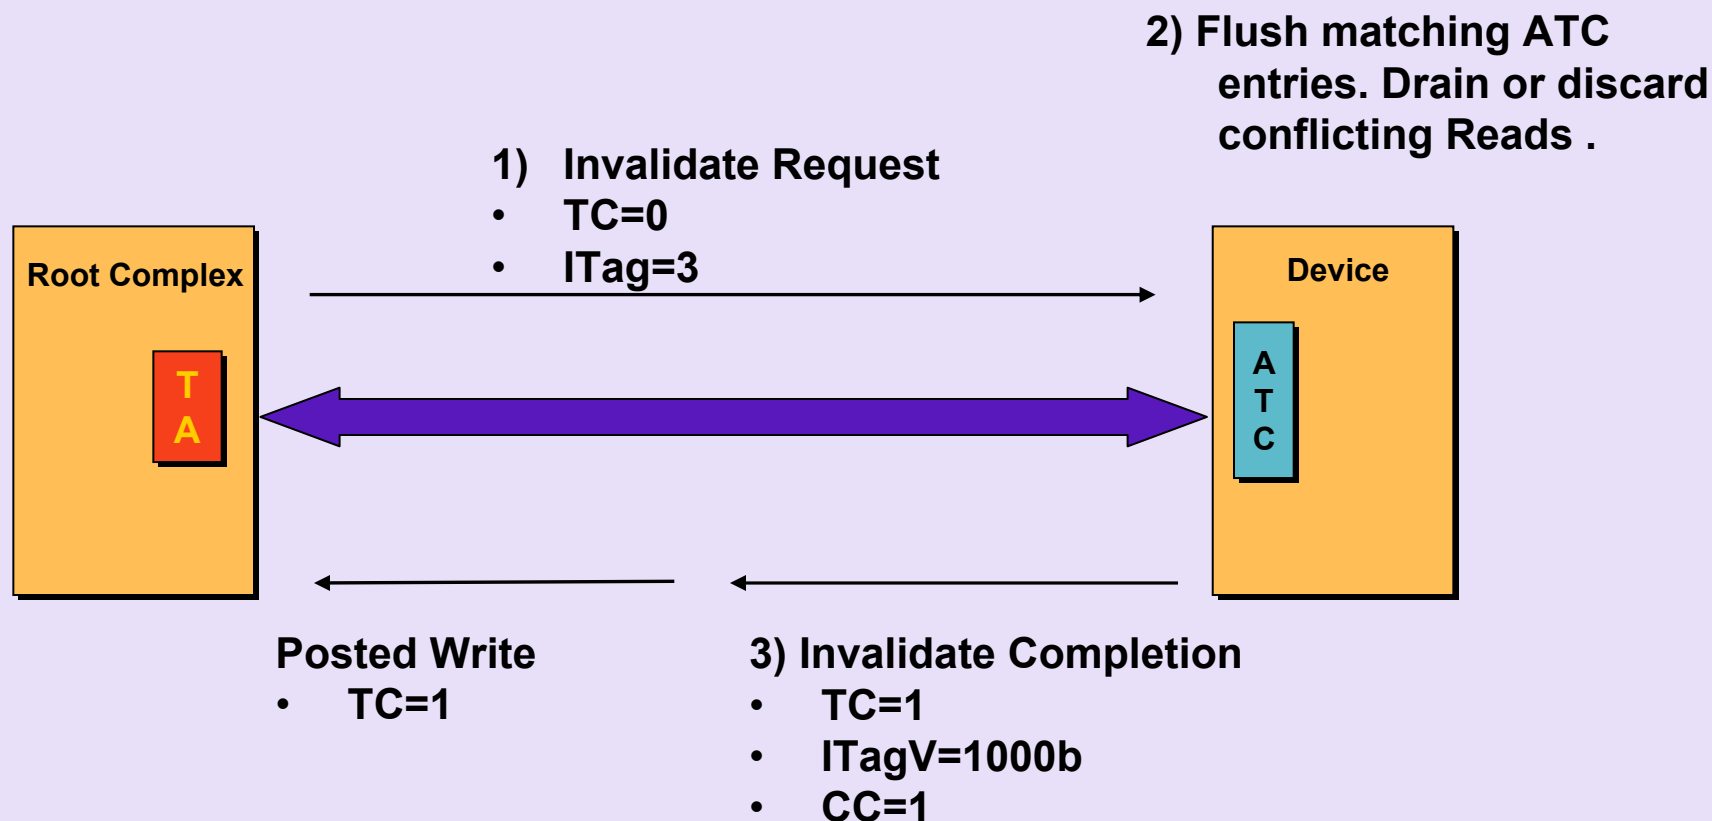 2) Flush matching ATC
entries. Drain or discard
conflicting Reads .
1) Invalidate Request
• TC=0
• ITag=3
Root Complex
T
A
Device
A
T
C
Posted Write
• TC=1
3) Invalidate Completion
• TC=1
• ITagV=1000b
• CC=1